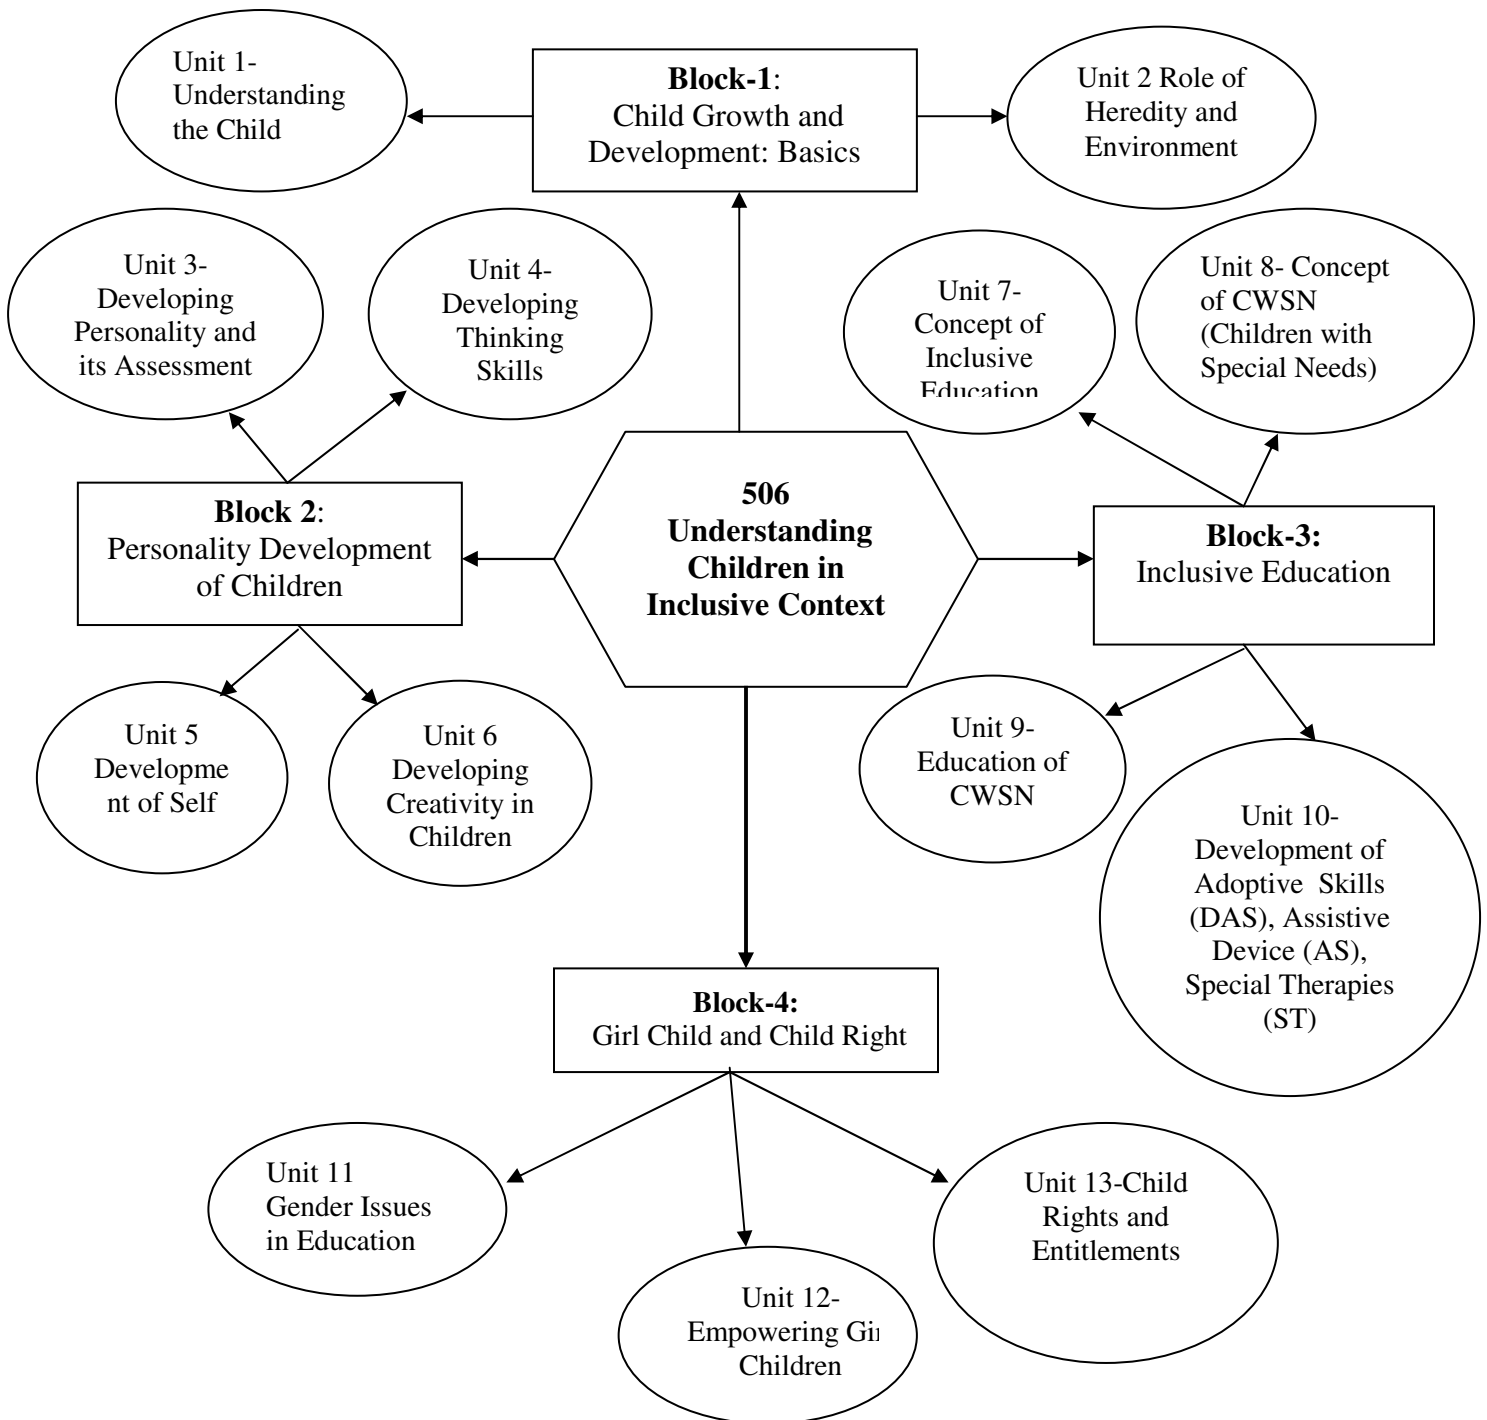 Unit 1-
Understanding
the Child
Block-1:
Child Growth and
Development: Basics
Unit 2 Role of
Heredity and
Environment
Unit 3-
Developing
Personality and
its Assessment
Unit 4-
Developing
Thinking
Skills
Unit 7-
Concept of
Inclusive
Education
Unit 8- Concept
of CWSN
(Children with
Special Needs)
Block 2:
Personality Development
of Children
506
Understanding
Children in
Inclusive Context
Block-3:
Inclusive Education
Unit 5
Developme
nt of Self
Unit 6
Developing
Creativity in
Children
Unit 9-
Education of
CWSN
Unit 10-
Development of
Adoptive Skills
(DAS), Assistive
Device (AS),
Special Therapies
(ST)
Block-4:
Girl Child and Child Right
Unit 11
Gender Issues
in Education
Unit 12-
Empowering
Children
Unit 13-Child
Rights and
Entitlements